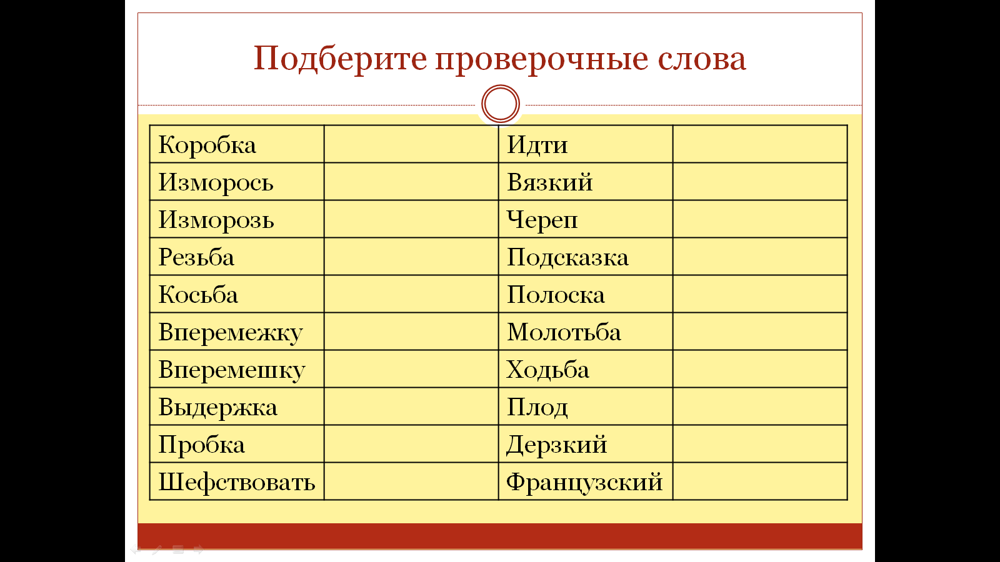 Подберите проверочные слова
Коробка Идти
Изморось Вязкий
Изморозь Череп
Резьба Подсказка
Косьба Полоска
Вперемежку Молотьба
Вперемешку Ходьба
Выдержка Плод
Пробка Дерзкий
Шефствовать Французский